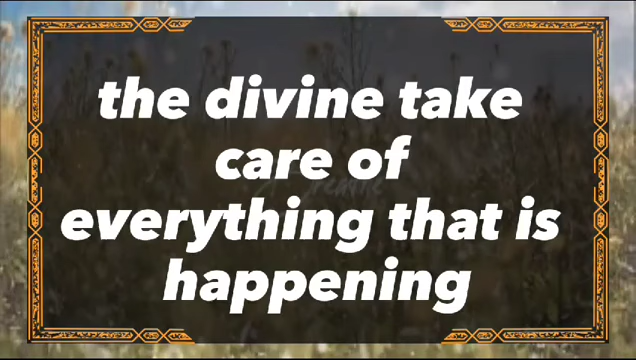 the divine take
care of
everything that is
happening